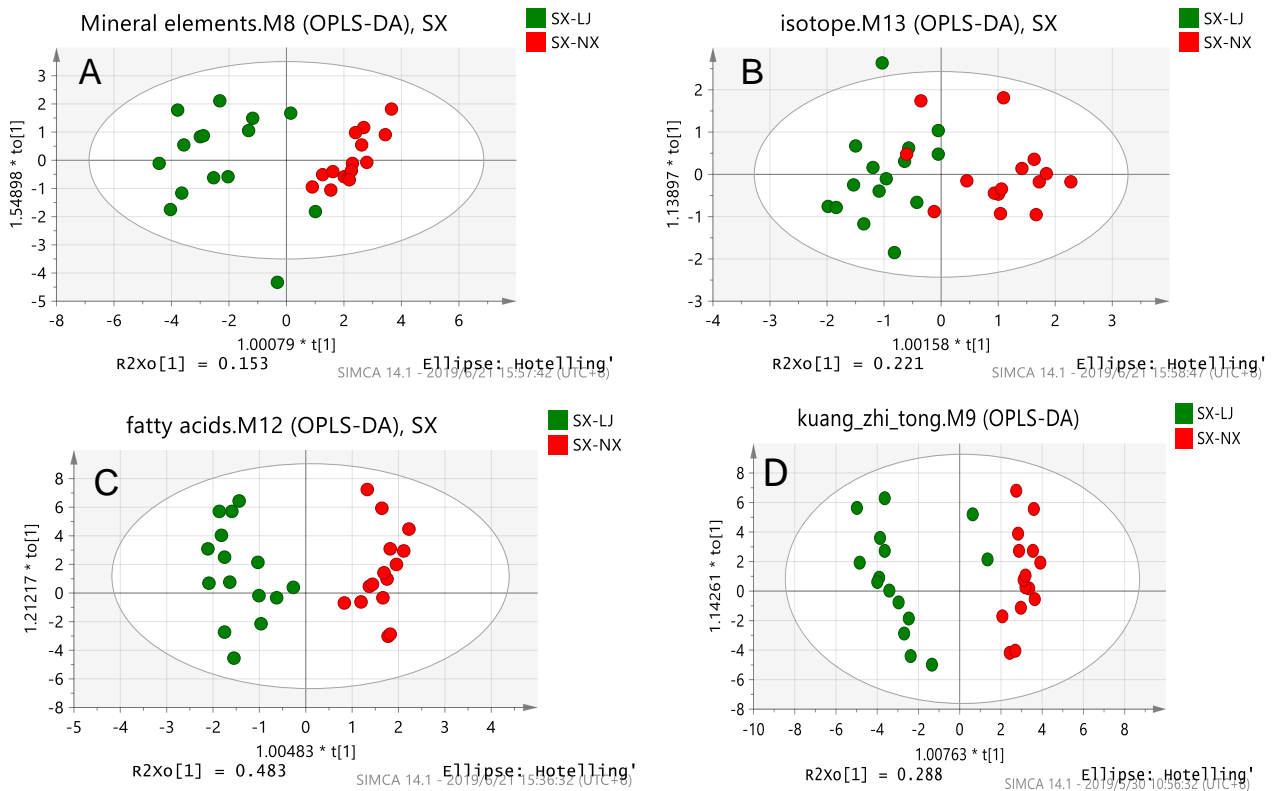 Mineral elements.M8 (OPLS-DA), SX
SX-LJ
SX-NX
A
3
2
1
0
-1
-2
-3
-4
-5
1.54898 * to[1]
-8 -6 -4 -2 0 2 4 6
1.00079 * t[1]
R2Xo[1] = 0.153
Ellipse: Hotelling'
SIMCA 14.1 - 2019/6/21 15:57:42 (UTC+8)
isotope.M13 (OPLS-DA), SX
SX-LJ
SX-NX
B
2
1
0
-1
-2
-3
1.13897 * to[1]
-4 -3 -2 -1 0 1 2 3
1.00158 * t[1]
R2Xo[1] = 0.221
Ellipse: Hotelling'
SIMCA 14.1 - 2019/6/21 15:58:47 (UTC+8)
fatty acids.M12 (OPLS-DA), SX
SX-LJ
SX-NX
C
8
6
4
2
0
-2
-4
-6
-8
1.21217 * to[1]
-5 -4 -3 -2 -1 0 1 2 3 4
1.00483 * t[1]
R2Xo[1] = 0.483
Ellipse: Hotelling'
SIMCA 14.1 - 2019/6/21 15:36:32 (UTC+8)
kuang_zhi_tong.M9 (OPLS-DA)
SX-LJ
SX-NX
D
8
6
4
2
0
-2
-4
-6
-8
1.14261 * to[1]
-10 -8 -6 -4 -2 0 2 4 6 8
1.00763 * t[1]
R2Xo[1] = 0.288
Ellipse: Hotelling'
SIMCA 14.1 - 2019/5/30 10:56:32 (UTC+8)